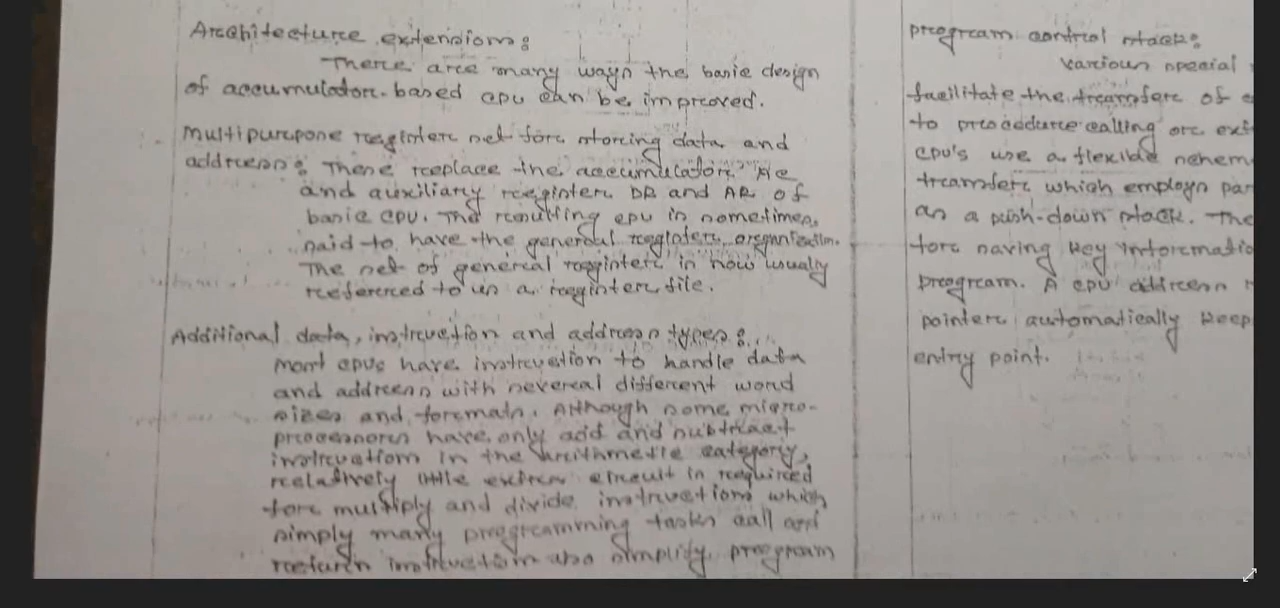 Architecture extensions:
There are many ways the basic design
of accumulator-based cpu can be improved.
Multipurpose register set for storing data and
address: These replace the accumulator AC
and auxiliary register DR and AR of
basic CPU. The resulting cpu is sometimes
said to have the general register organization.
The set of general register is now usually
referred to us a register file.
Additional data, instruction and address types:
most cpus have instruction to handle data
and address with several different word
sizes and formats. Although some micro-
processors have only add and subtract
instruction in the arithmetic category,
relatively little extra circuit is required
for multiply and divide instructions which
simply many programming tasks call and
return instruction also simplify program
program control stack:
various special
facilitate the transfer of
to procedure calling or
cpu's use a flexible
transfer which employs
as a push-down stack. The
for saving key
program. A cpu address
pointer automatically keep
entry point.